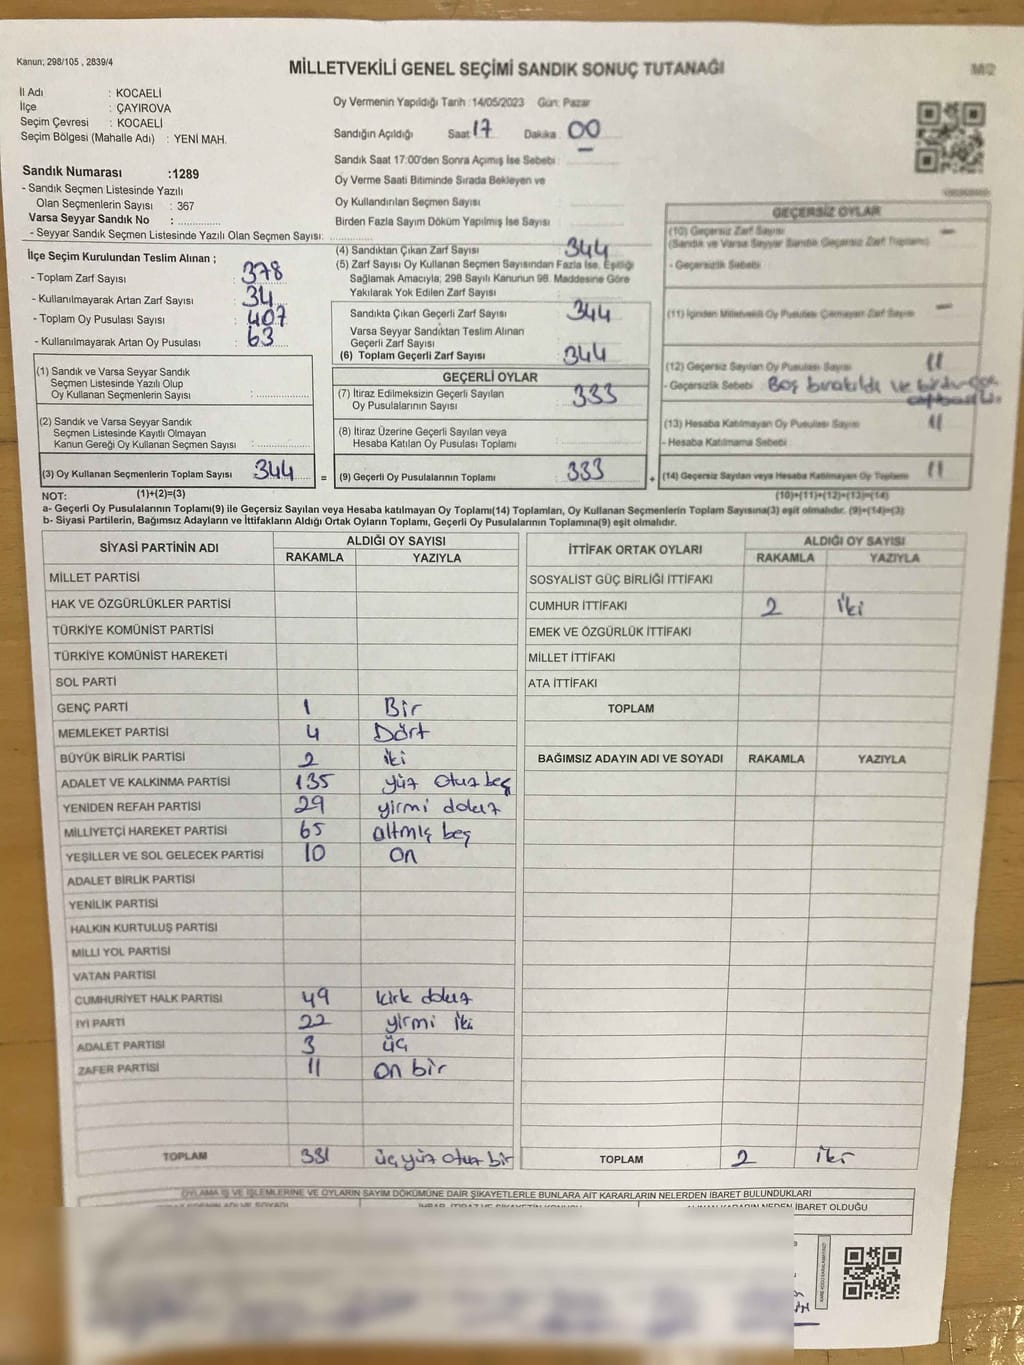 Kanun; 298/105 , 2839/4
MİLLETVEKİLİ GENEL SEÇİMİ SANDIK SONUÇ TUTANAĞI
İl Adı : KOCAELİ
İlçe : ÇAYIROVA
Seçim Çevresi : KOCAELİ
Seçim Bölgesi (Mahalle Adı) : YENİ MAH.
Sandık Numarası :1289
- Sandık Seçmen Listesinde Yazılı
Olan Seçmenlerin Sayısı : 367
Varsa Seyyar Sandık No :
- Seyyar Sandık Seçmen Listesinde Yazılı Olan Seçmen Sayısı:
İlçe Seçim Kurulundan Teslim Alınan ;
- Toplam Zarf Sayısı : 378
- Kullanılmayarak Artan Zarf Sayısı : 34
- Toplam Oy Pusulası Sayısı : 407
- Kullanılmayarak Artan Oy Pusulası : 63
(1) Sandık ve Varsa Seyyar Sandık
Seçmen Listesinde Yazılı Olup
Oy Kullanan Seçmenlerin Sayısı :
(2) Sandık ve Varsa Seyyar Sandık
Seçmen Listesinde Kayıtlı Olmayan
Kanun Gereği Oy Kullanan Seçmen Sayısı :
(3) Oy Kullanan Seçmenlerin Toplam Sayısı 344
(1)+(2)=(3)
Oy Vermenin Yapıldığı Tarih :14/05/2023 Gün: Pazar
Sandığın Açıldığı Saat 17 Dakika 00
Sandık Saat 17:00'den Sonra Açımış İse Sebebi :
Oy Verme Saati Bitiminde Sırada Bekleyen ve
Oy Kullandırılan Seçmen Sayısı
Birden Fazla Sayım Döküm Yapılmış İse Sayısı
(4) Sandıktan Çıkan Zarf Sayısı 344
(5) Zarf Sayısı Oy Kullanan Seçmen Sayısından Fazla İse, Eşitliği
Sağlamak Amacıyla; 298 Sayılı Kanunun 98. Maddesine Göre
Yakılarak Yok Edilen Zarf Sayısı
Sandıkta Çıkan Geçerli Zarf Sayısı 344
Varsa Seyyar Sandıktan Teslim Alınan
Geçerli Zarf Sayısı
(6) Toplam Geçerli Zarf Sayısı 344
GEÇERLİ OYLAR
(7) İtiraz Edilmeksizin Geçerli Sayılan
Oy Pusulalarının Sayısı 333
(8) İtiraz Üzerine Geçerli Sayılan veya
Hesaba Katılan Oy Pusulası Toplamı
= (9) Geçerli Oy Pusulalarının Toplamı 333 +
GEÇERSİZ OYLAR
(10) Geçersiz Zarf Sayısı -
(Sandık ve Varsa Seyyar Sandık Geçersiz Zarf Toplamı)
- Geçersizlik Sebebi :
(11) İçinden Milletvekili Oy Pusulası Çıkmayan Zarf Sayısı -
(12) Geçersiz Sayılan Oy Pusulası Sayısı 11
- Geçersizlik Sebebi : Boş bırakıldı ve birden çok
(13) Hesaba Katılmayan Oy Pusulası Sayısı 11
- Hesaba Katılmama Sebebi
(14) Geçersiz Sayılan veya Hesaba Katılmayan Oy Toplamı 11
(10)+(11)+(12)+(13)=(14)
NOT:
a- Geçerli Oy Pusulasının Toplamı(9) ile Geçersiz Sayılan veya Hesaba katılmayan Oy Toplamı(14) Toplamları, Oy Kullanan Seçmenlerin Toplam Sayısına(3) eşit olmalıdır. (9)+(14)=(3)
b- Siyasi Partilerin, Bağımsız Adayların ve İttifakların Aldığı Ortak Oyların Toplamı, Geçerli Oy Pusulalarının Toplamına(9) eşit olmalıdır.
SİYASİ PARTİNİN ADI ALDIĞI OY SAYISI
RAKAMLA YAZIYLA
MİLLET PARTİSİ
HAK VE ÖZGÜRLÜKLER PARTİSİ
TÜRKİYE KOMÜNİST PARTİSİ
TÜRKİYE KOMÜNİST HAREKETİ
SOL PARTİ
GENÇ PARTİ 1 Bir
MEMLEKET PARTİSİ 4 Dört
BÜYÜK BİRLİK PARTİSİ 2 iki
ADALET VE KALKINMA PARTİSİ 135 yüz otuz beş
YENİDEN REFAH PARTİSİ 29 yirmi dokuz
MİLLİYETÇİ HAREKET PARTİSİ 65 altmış beş
YEŞİLLER VE SOL GELECEK PARTİSİ 10 on
ADALET BİRLİK PARTİSİ
YENİLİK PARTİSİ
HALKIN KURTULUŞ PARTİSİ
MİLLİ YOL PARTİSİ
VATAN PARTİSİ
CUMHURİYET HALK PARTİSİ 49 kırk dokuz
İYİ PARTİ 22 yirmi iki
ADALET PARTİSİ 3 üç
ZAFER PARTİSİ 11 on bir
TOPLAM 331 üç yüz otuz bir
İTTİFAK ORTAK OYLARI ALDIĞI OY SAYISI
RAKAMLA YAZIYLA
SOSYALİST GÜÇ BİRLİĞİ İTTİFAKI
CUMHUR İTTİFAKI 2 iki
EMEK VE ÖZGÜRLÜK İTTİFAKI
MİLLET İTTİFAKI
ATA İTTİFAKI
TOPLAM
BAĞIMSIZ ADAYIN ADI VE SOYADI RAKAMLA YAZIYLA
TOPLAM 2 iki
OYLAMA İŞ VE İŞLEMLERİNE VE OYLARIN SAYIM DÖKÜMÜNE DAİR ŞİKAYETLERLE BUNLARA AİT KARARLARIN NELERDEN İBARET BULUNDUKLARI
NEDEN İBARET OLDUĞU